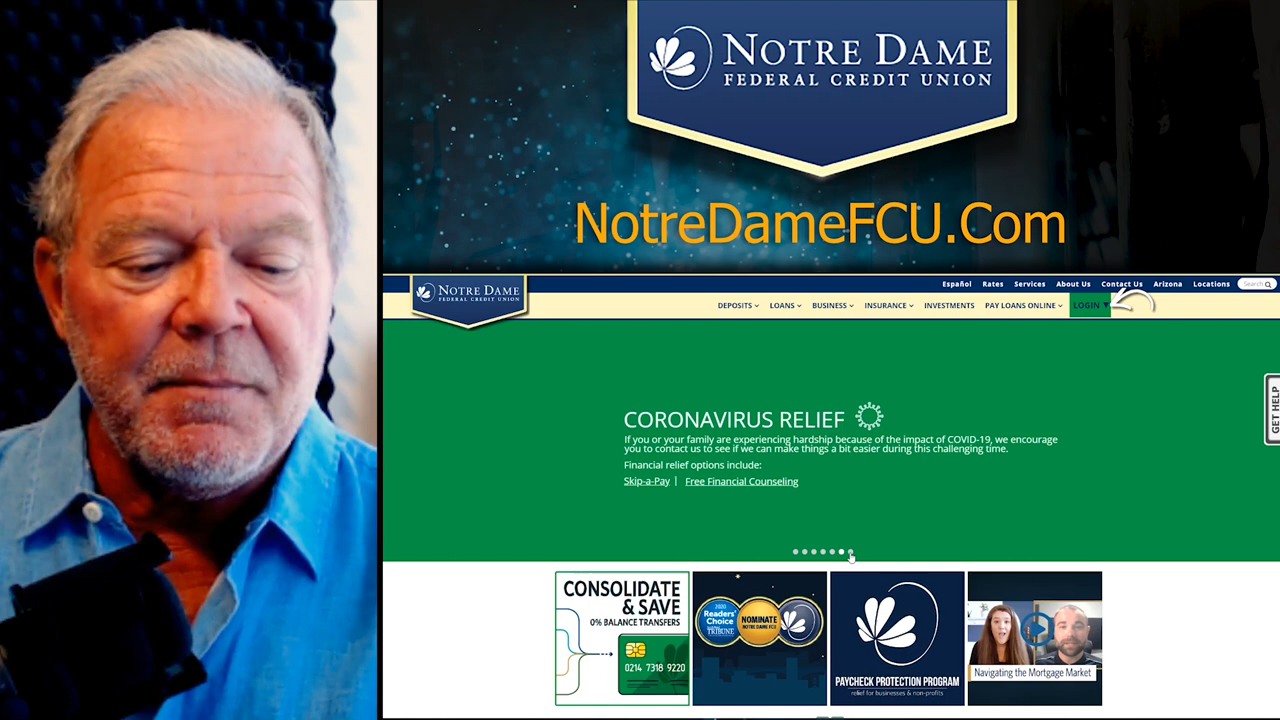 NOTRE DAME
FEDERAL CREDIT UNION
NotreDameFCU.Com
NOTRE DAME
FEDERAL CREDIT UNION
Español Rates Services About Us Contact Us Arizona Locations Search
DEPOSITS LOANS BUSINESS INSURANCE INVESTMENTS PAY LOANS ONLINE LOGIN
GET HELP
CORONAVIRUS RELIEF
If you or your family are experiencing hardship because of the impact of COVID-19, we encourage
you to contact us to see if we can make things a bit easier during this challenging time.
Financial relief options include:
Skip-a-Pay | Free Financial Counseling
CONSOLIDATE
& SAVE
0% BALANCE TRANSFERS
0214 7318 9220
2020
Readers'
Choice
TRIBUNE
NOMINATE
NOTRE DAME FCU
PAYCHECK PROTECTION PROGRAM
relief for businesses & non-profits
Navigating the Mortgage Market